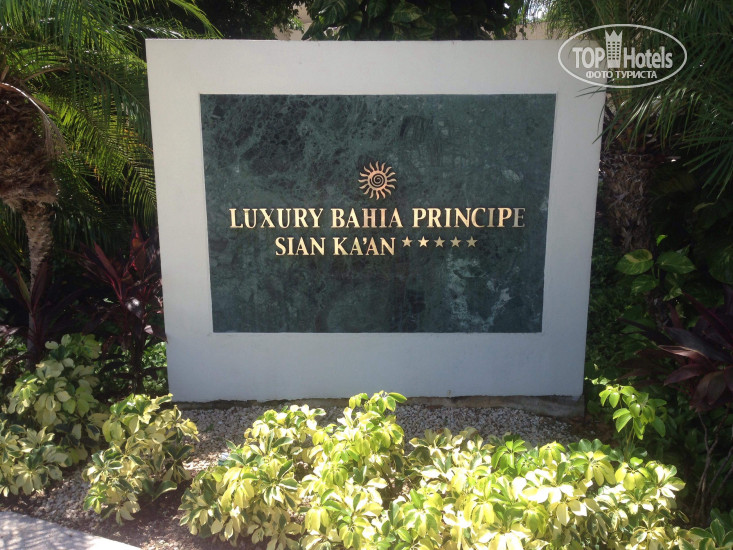 TOP Hotels
ФОТО ТУРИСТА
LUXURY BAHIA PRINCIPE
SIAN KA'AN ★★★★★